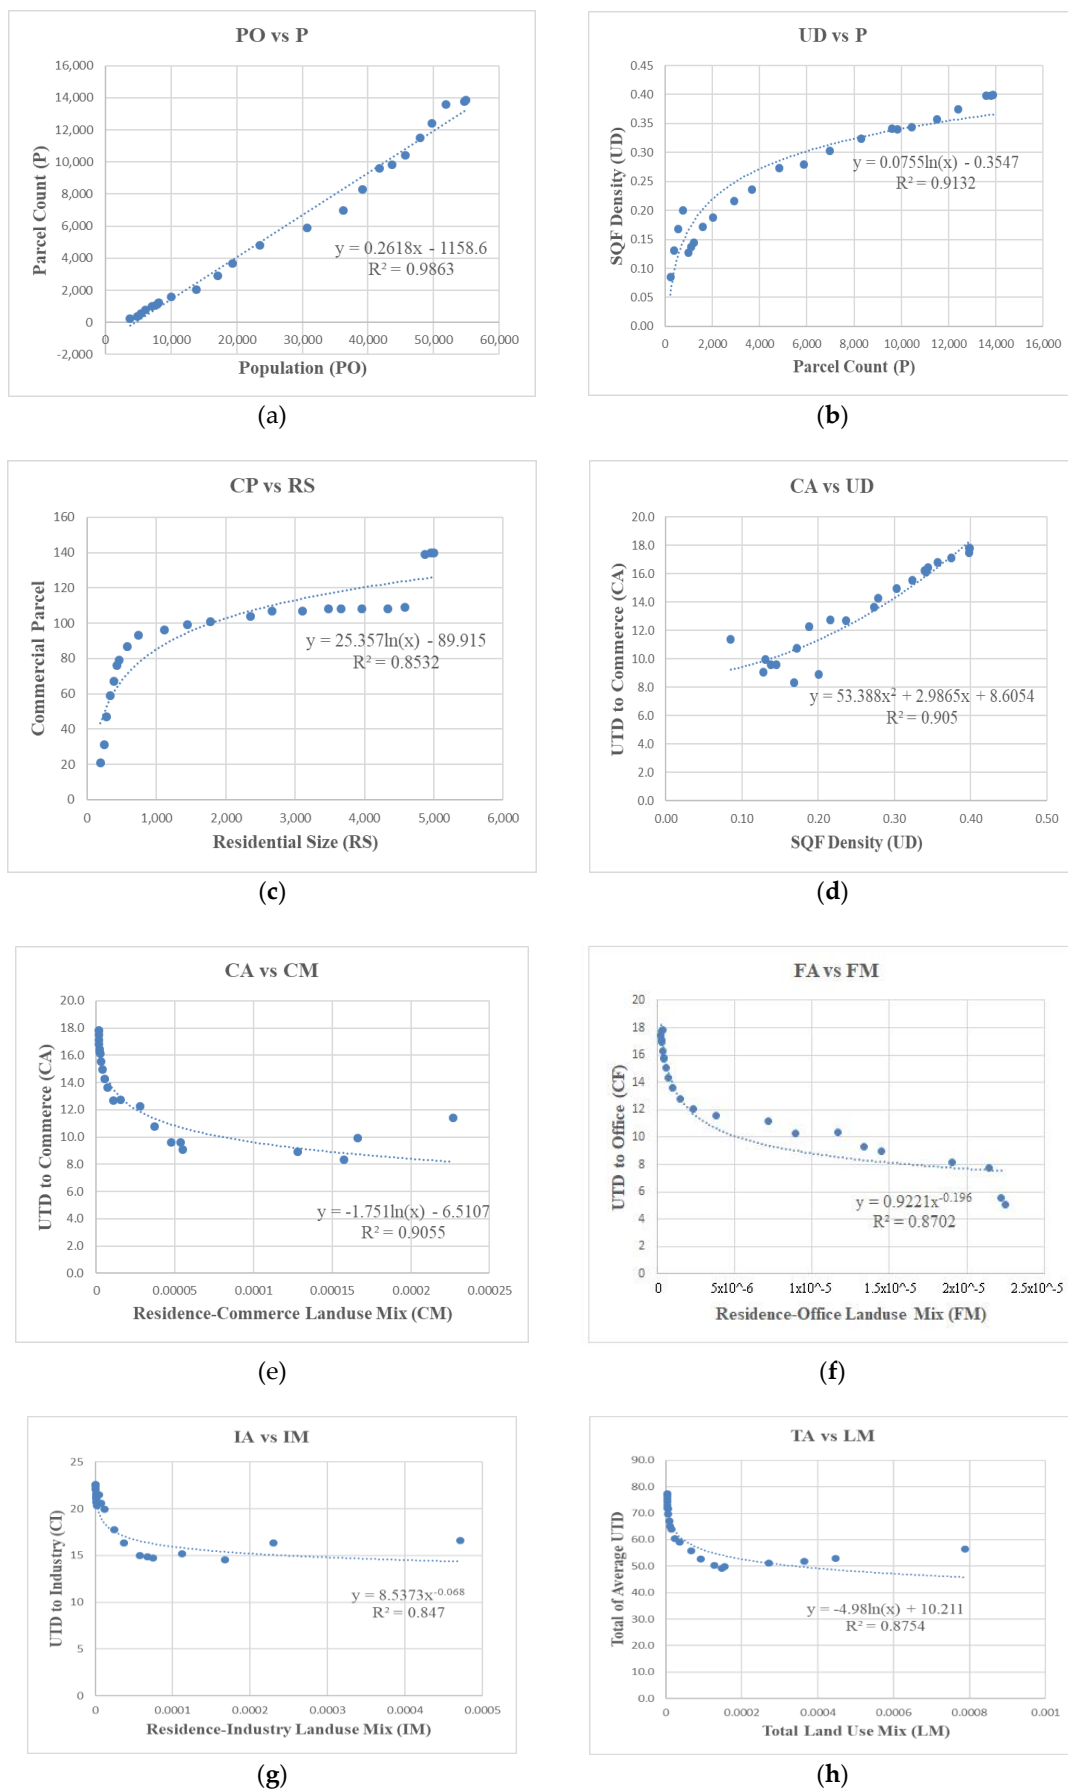 PO vs P
16,000
14,000
12,000
10,000
8,000
6,000
4,000
2,000
0
-2,000
Parcel Count (P)
y = 0.2618x - 1158.6
R² = 0.9863
0 10,000 20,000 30,000 40,000 50,000 60,000
Population (PO)
(a)
UD vs P
0.45
0.40
0.35
0.30
0.25
0.20
0.15
0.10
0.05
0.00
SQF Density (UD)
y = 0.0755ln(x) - 0.3547
R² = 0.9132
0 2,000 4,000 6,000 8,000 10,000 12,000 14,000 16,000
Parcel Count (P)
(b)
CP vs RS
160
140
120
100
80
60
40
20
0
Commercial Parcel
y = 25.357ln(x) - 89.915
R² = 0.8532
0 1,000 2,000 3,000 4,000 5,000 6,000
Residential Size (RS)
(c)
CA vs UD
20.0
18.0
16.0
14.0
12.0
10.0
8.0
6.0
4.0
2.0
0.0
UTD to Commerce (CA)
y = 53.388x² + 2.9865x + 8.6054
R² = 0.905
0.00 0.10 0.20 0.30 0.40 0.50
SQF Density (UD)
(d)
CA vs CM
20.0
18.0
16.0
14.0
12.0
10.0
8.0
6.0
4.0
2.0
0.0
UTD to Commerce (CA)
y = -1.751ln(x) - 6.5107
R² = 0.9055
0 0.00005 0.0001 0.00015 0.0002 0.00025
Residence-Commerce Landuse Mix (CM)
(e)
FA vs FM
20
18
16
14
12
10
8
6
4
2
0
UTD to Office (CF)
y = 0.9221x^-0.196
R² = 0.8702
0 5x10^-6 1x10^-5 1.5x10^-5 2x10^-5 2.5x10^-5
Residence-Office Landuse Mix (FM)
(f)
IA vs IM
25
20
15
10
5
0
UTD to Industry (CI)
y = 8.5373x^-0.068
R² = 0.847
0 0.0001 0.0002 0.0003 0.0004 0.0005
Residence-Industry Landuse Mix (IM)
(g)
TA vs LM
90.0
80.0
70.0
60.0
50.0
40.0
30.0
20.0
10.0
0.0
Total of Average UTD
y = -4.98ln(x) + 10.211
R² = 0.8754
0 0.0002 0.0004 0.0006 0.0008 0.001
Total Land Use Mix (LM)
(h)